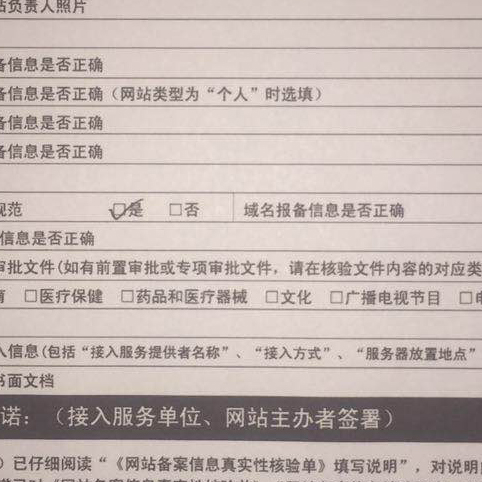 站负责人照片
备信息是否正确
备信息是否正确（网站类型为“个人”时选填）
备信息是否正确
备信息是否正确
规范 ☑是 □否 域名报备信息是否正确
信息是否正确
审批文件(如有前置审批或专项审批文件，请在核验文件内容的对应类
育 □医疗保健 □药品和医疗器械 □文化 □广播电视节目 □电
人信息(包括“接入服务提供者名称”、“接入方式”、“服务器放置地点”
书面文档
诺：（接入服务单位、网站主办者签署）
）已仔细阅读“《网站备案信息真实性核验单》填写说明”，对说明